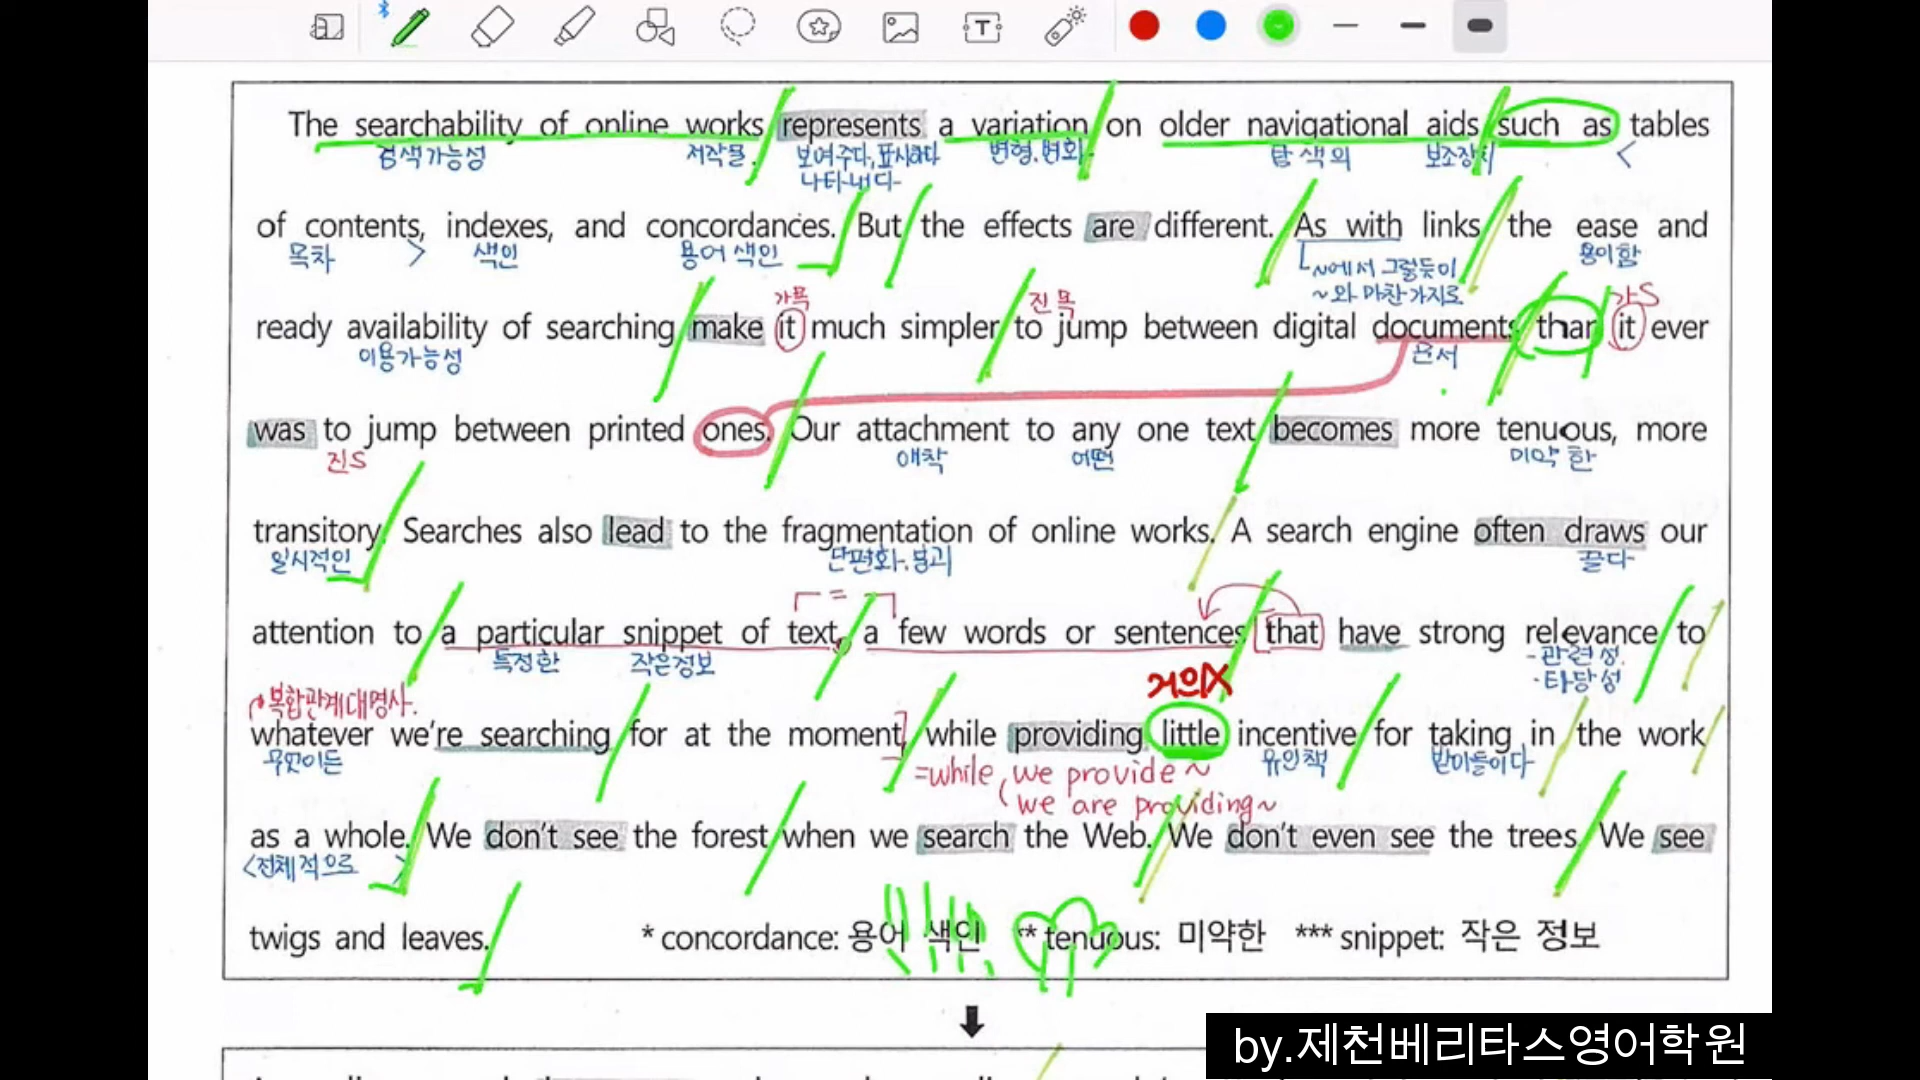 The searchability of online works represents a variation on older navigational aids such as tables
검색가능성 저작물. 보여주다, 표시하다 변형.변화 탐색의 보조장치 <
나타내다
of contents, indexes, and concordances. But the effects are different. As with links the ease and
목차 > 색인 용어 색인 ~에서 그렇듯이 용이함
~와 마찬가지로
가목 진목 가S
ready availability of searching make it much simpler to jump between digital documents than it ever
이용가능성 문서
was to jump between printed ones. Our attachment to any one text becomes more tenuous, more
진S 애착 어떤 미약한
transitory. Searches also lead to the fragmentation of online works. A search engine often draws our
일시적인 단편화.붕괴 끌다
=
attention to a particular snippet of text, a few words or sentences that have strong relevance to
특정한 작은정보 -관련성.
거의X -타당성
복합관계대명사.
whatever we're searching for at the moment, while providing little incentive for taking in the work
무엇이든 =while we provide~ 유인책 받아들이다
we are providing~
as a whole. We don't see the forest when we search the Web. We don't even see the trees. We see
<전체적으로>
twigs and leaves. * concordance: 용어 색인 ** tenuous: 미약한 *** snippet: 작은 정보
by.제천베리타스영어학원